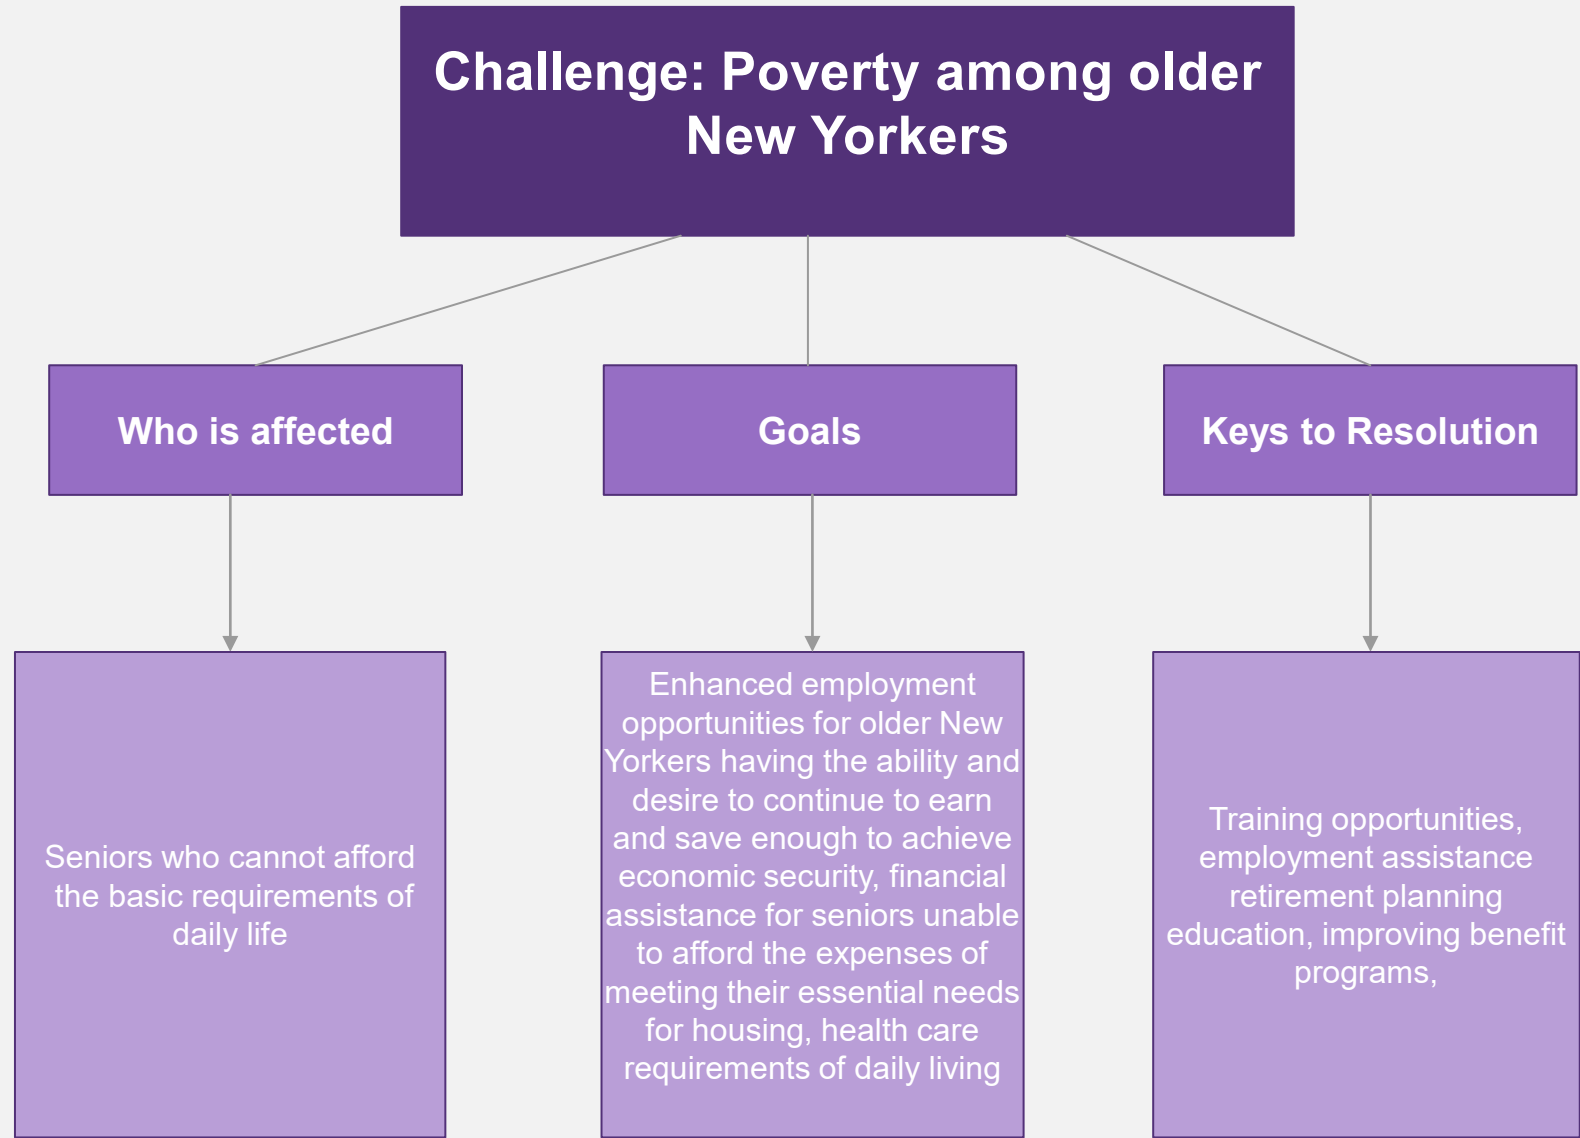 Challenge: Poverty among older
New Yorkers
Who is affected
Goals
Keys to Resolution
Seniors who cannot afford
the basic requirements of
daily life
Enhanced employment
opportunities for older New
Yorkers having the ability and
desire to continue to earn
and save enough to achieve
economic security, financial
assistance for seniors unable
to afford the expenses of
meeting their essential needs
for housing, health care
requirements of daily living
Training opportunities,
employment assistance
retirement planning
education, improving benefit
programs,